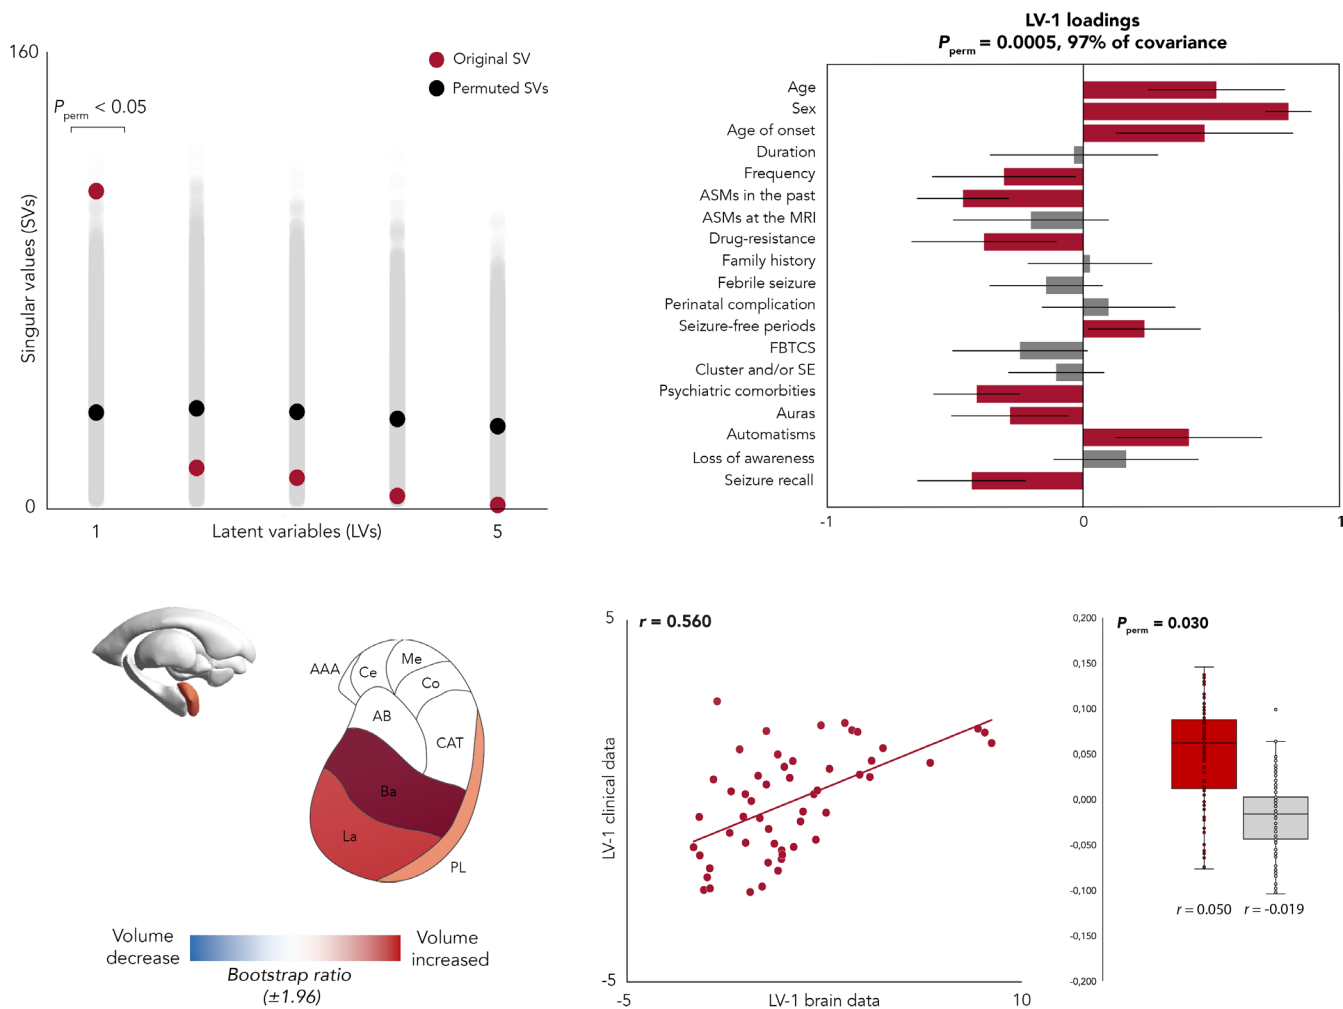 160
Original SV
Permuted SVs
Pperm < 0.05
Singular values (SVs)
0
1
Latent variables (LVs)
5
LV-1 loadings
Pperm = 0.0005, 97% of covariance
Age
Sex
Age of onset
Duration
Frequency
ASMs in the past
ASMs at the MRI
Drug-resistance
Family history
Febrile seizure
Perinatal complication
Seizure-free periods
FBTCS
Cluster and/or SE
Psychiatric comorbities
Auras
Automatisms
Loss of awareness
Seizure recall
-1
0
1
AAA
Ce
Me
Co
AB
CAT
Ba
La
PL
Volume
decrease
Volume
increased
Bootstrap ratio
(±1.96)
5
r = 0.560
LV-1 clinical data
-5
-5
LV-1 brain data
10
Pperm = 0.030
0,200
0,150
0,100
0,050
0,000
-0,050
-0,100
-0,150
-0,200
r = 0.050
r = -0.019